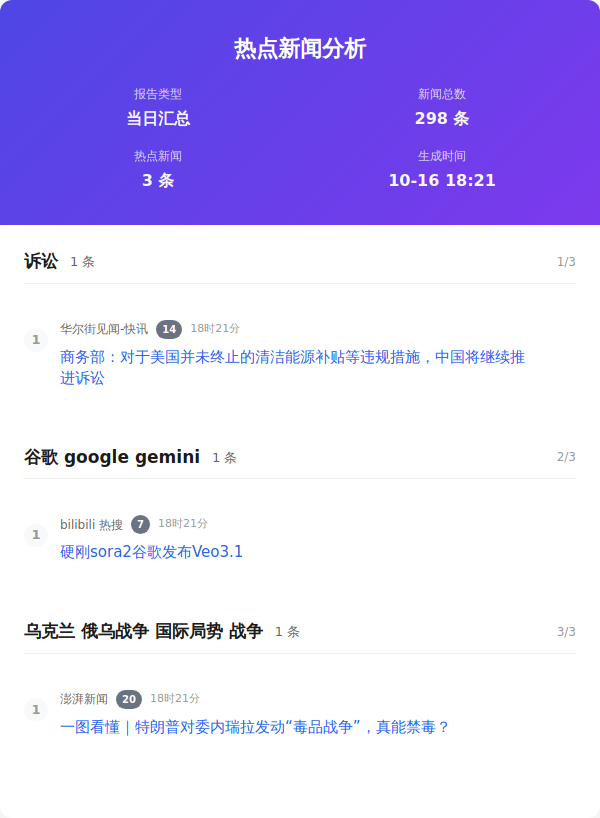 热点新闻分析
报告类型
新闻总数
当日汇总
298 条
热点新闻
生成时间
3 条
10-16 18:21
诉讼 1 条 1/3
1
华尔街见闻-快讯 14 18时21分
商务部：对于美国并未终止的清洁能源补贴等违规措施，中国将继续推
进诉讼
谷歌 google gemini 1 条 2/3
1
bilibili 热搜 7 18时21分
硬刚sora2谷歌发布Veo3.1
乌克兰 俄乌战争 国际局势 战争 1 条 3/3
1
澎湃新闻 20 18时21分
一图看懂｜特朗普对委内瑞拉发动“毒品战争”，真能禁毒？